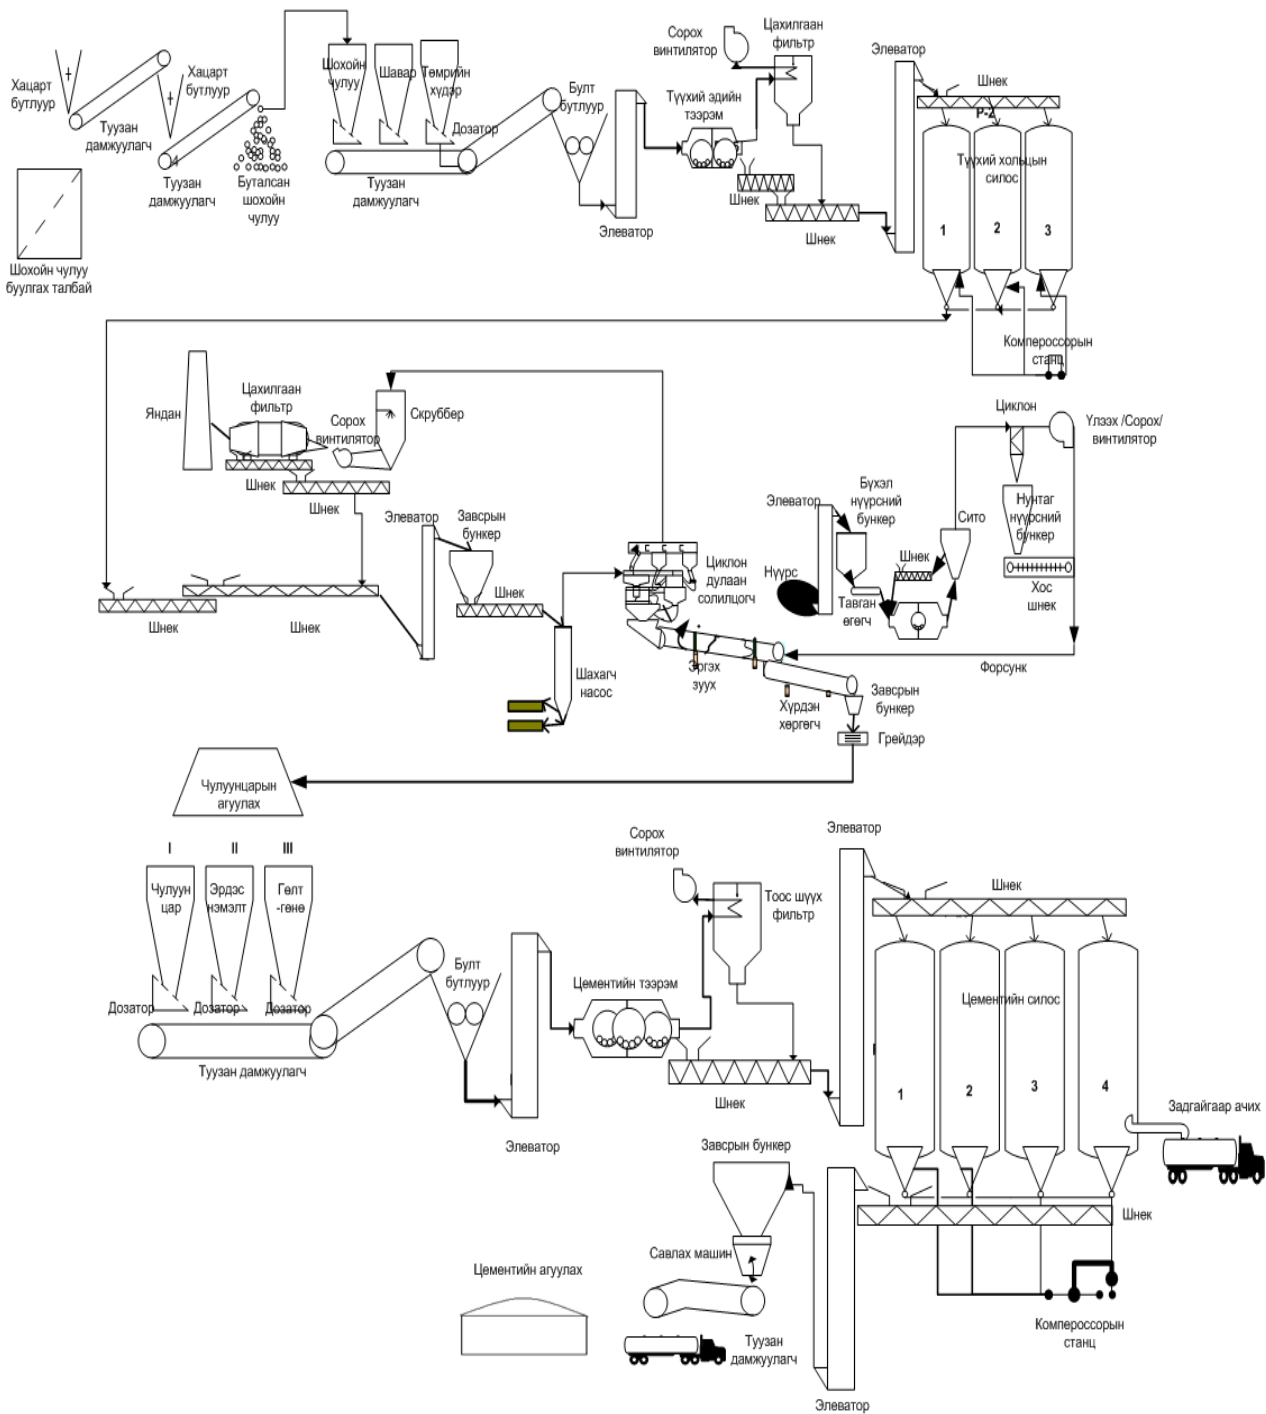 Хацарт
бутлуур
Туузан
дамжуулагч
Хацарт
бутлуур
4
Туузан
дамжуулагч
Буталсан
шохойн
чулуу
Шохойн чулуу
буулгах талбай
Шохойн
чулуу
Шавар
Төмрийн
хүдэр
Дозатор
Туузан
дамжуулагч
Булт
бутлуур
Элеватор
Сорох
винтилятор
Цахилгаан
фильтр
Түүхий эдийн
тээрэм
Шнек
Шнек
Элеватор
Шнек
Р-2
Түүхий хольцын
силос
1
2
3
Компероссорын
станц
Яндан
Цахилгаан
фильтр
Сорох
винтилятор
Скруббер
Шнек
Шнек
Шнек
Шнек
Элеватор
Завсрын
бункер
Шнек
Шахагч
насос
Циклон
дулаан
солилцогч
Эргэх
зуух
Хүрдэн
хөргөгч
Завсрын
бункер
Грейдэр
Нүүрс
Элеватор
Бүхэл
нүүрсний
бункер
Тавган
өгөгч
Шнек
Сито
Циклон
Үлээх /Сорох/
винтилятор
Нунтаг
нүүрсний
бункер
Хос
шнек
Форсунк
Чулуунцарын
агуулах
I
II
III
Чулуун
цар
Эрдэс
нэмэлт
Гөлт
-гөнө
Дозатор
Дозатор
Дозатор
Туузан дамжуулагч
Булт
бутлуур
Элеватор
Цементийн тээрэм
Сорох
винтилятор
Тоос шүүх
фильтр
Шнек
Элеватор
Шнек
Цементийн силос
1
2
3
4
Задгайгаар ачих
Шнек
Компероссорын
станц
Элеватор
Завсрын бункер
Савлах машин
Туузан
дамжуулагч
Цементийн агуулах